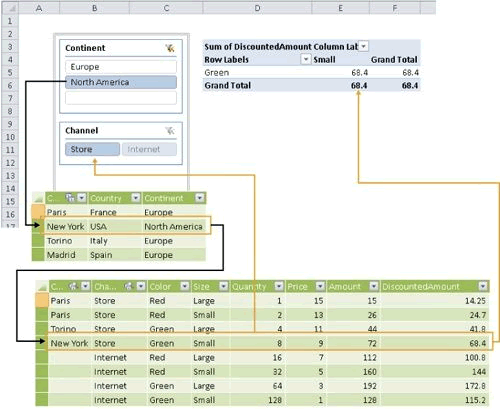 A B C D E F
1
2
3 Continent Sum of DiscountedAmount Column Lab
4 Europe Row Labels Small Grand Total
5 Green 68.4 68.4
6 North America Grand Total 68.4 68.4
7
8
9
10 Channel
11 Store Internet
12
13
14
C... Country Continent
15 Paris France Europe
16 New York USA North America
17
Torino Italy Europe
Madrid Spain Europe
C... Cha... Color Size Quantity Price Amount DiscountedAmount
Paris Store Red Large 1 15 15 14.25
Paris Store Red Small 2 13 26 24.7
Torino Store Green Large 4 11 44 41.8
New York Store Green Small 8 9 72 68.4
Internet Red Large 16 7 112 100.8
Internet Red Small 32 5 160 144
Internet Green Large 64 3 192 172.8
Internet Green Small 128 1 128 115.2